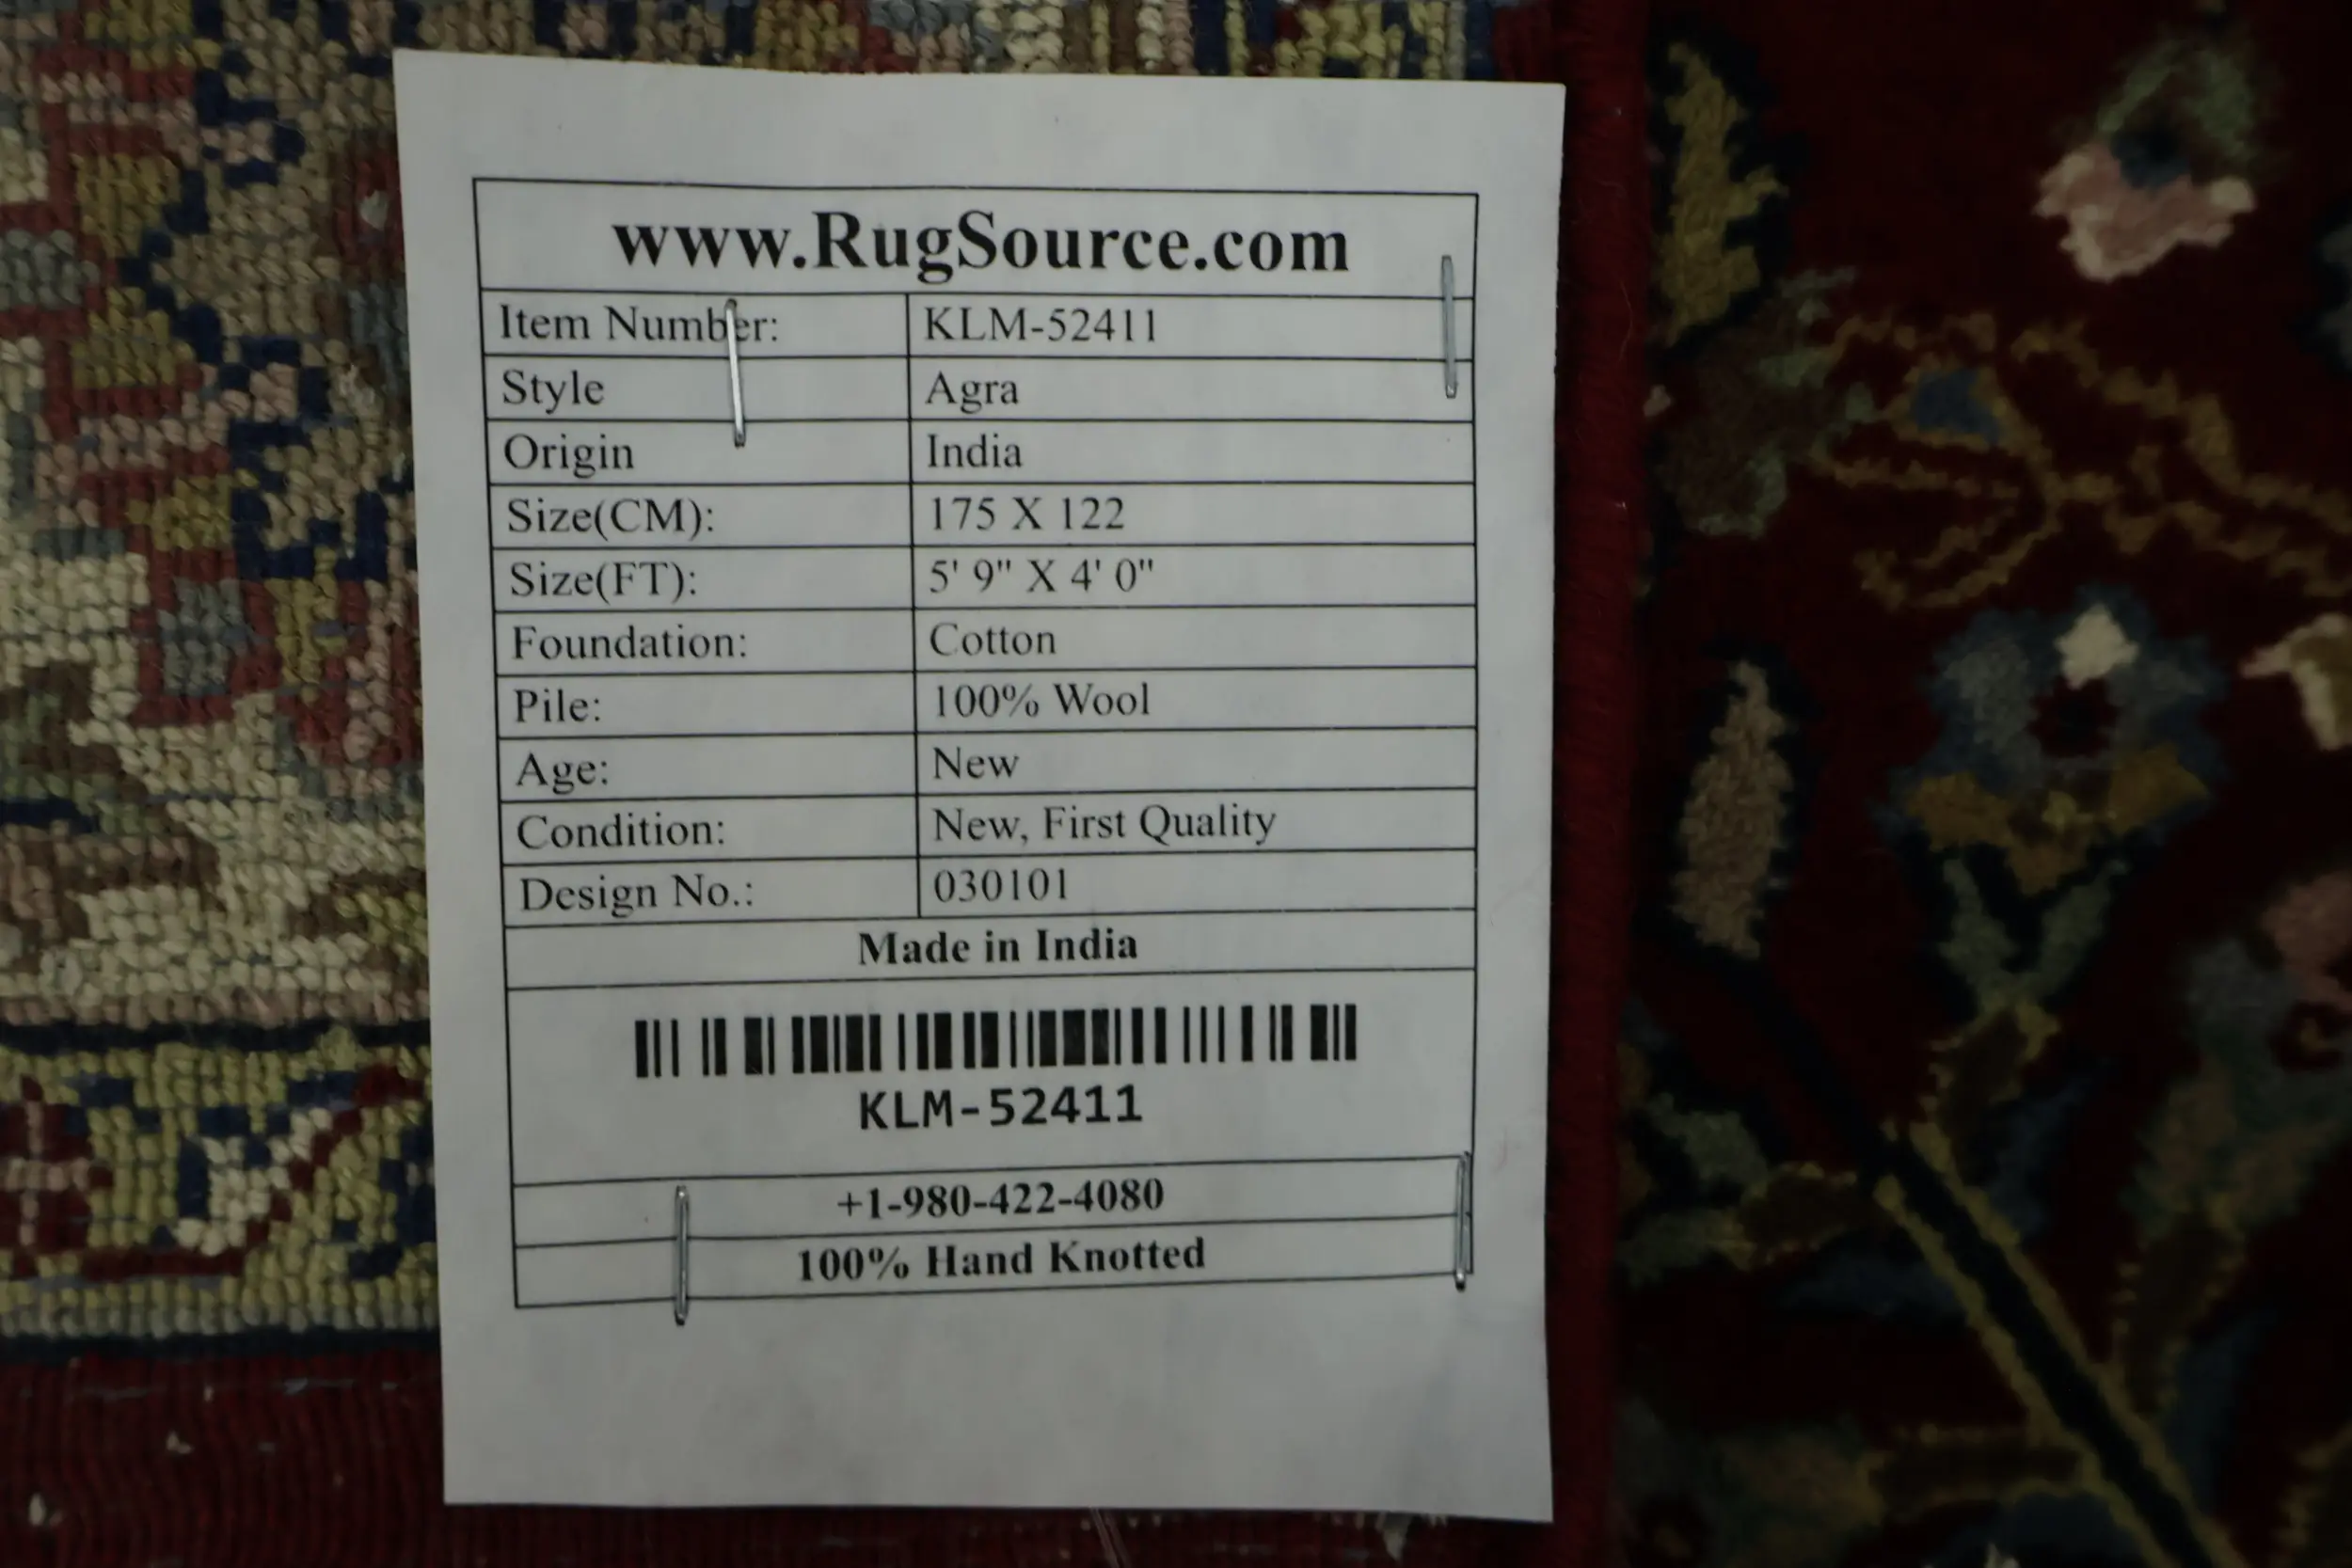 www.RugSource.com
Item Number: KLM-52411
Style Agra
Origin India
Size(CM): 175 X 122
Size(FT): 5' 9" X 4' 0"
Foundation: Cotton
Pile: 100% Wool
Age: New
Condition: New, First Quality
Design No.: 030101
Made in India
KLM-52411
+1-980-422-4080
100% Hand Knotted